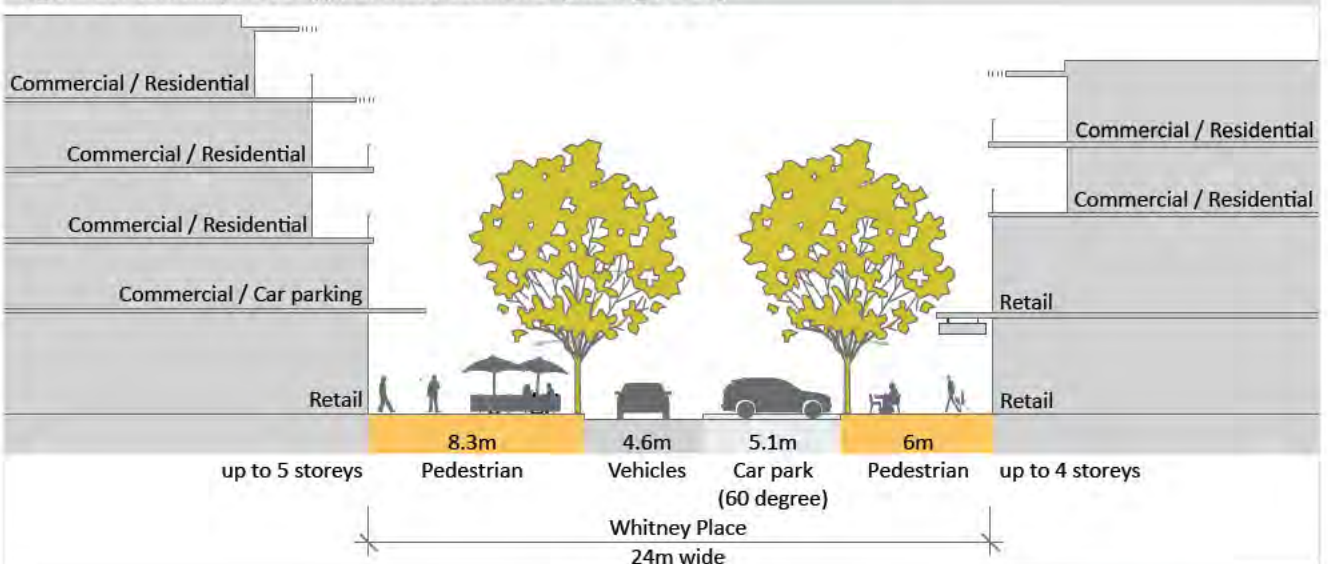 Commercial / Residential
Commercial / Residential
Commercial / Residential
Commercial / Car parking
Retail
Commercial / Residential
Commercial / Residential
Retail
Retail
8.3m
4.6m
5.1m
6m
up to 5 storeys
Pedestrian
Vehicles
Car park
(60 degree)
Pedestrian
up to 4 storeys
Whitney Place
24m wide